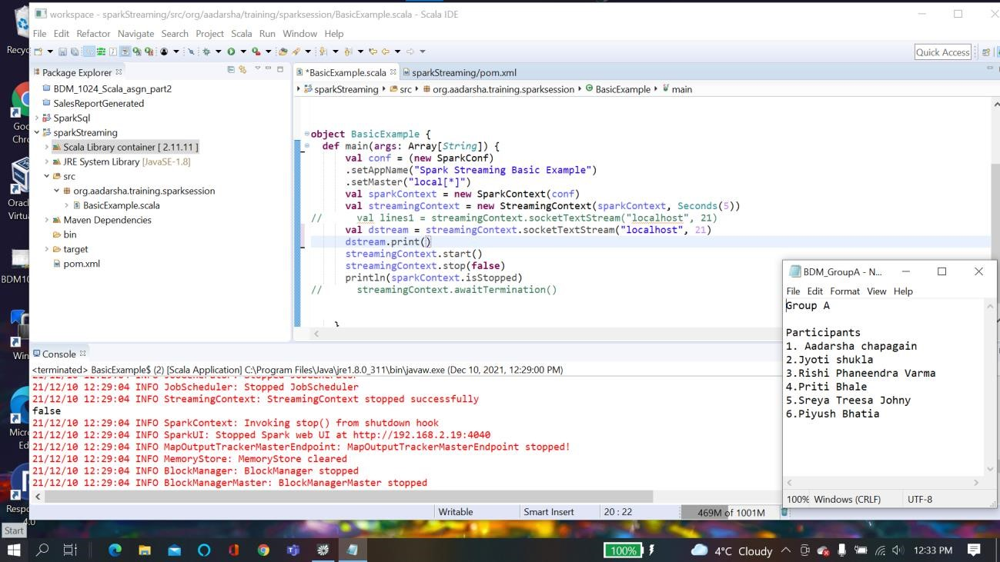 workspace - sparkStreaming/src/org/aadarsha/training/sparksession/BasicExample.scala - Scala IDE
File Edit Refactor Navigate Search Project Scala Run Window Help
Quick Access
Package Explorer
BDM_1024_Scala_asgn_part2
SalesReportGenerated
SparkSql
sparkStreaming
Scala Library container [ 2.11.11 ]
JRE System Library [JavaSE-1.8]
src
org.aadarsha.training.sparksession
BasicExample.scala
Maven Dependencies
bin
target
pom.xml
*BasicExample.scala sparkStreaming/pom.xml
sparkStreaming src org.aadarsha.training.sparksession BasicExample main
object BasicExample {
def main(args: Array[String]) {
val conf = (new SparkConf)
.setAppName("Spark Streaming Basic Example")
.setMaster("local[*]")
val sparkContext = new SparkContext(conf)
val streamingContext = new StreamingContext(sparkContext, Seconds(5))
// val lines1 = streamingContext.socketTextStream("localhost", 21)
val dstream = streamingContext.socketTextStream("localhost", 21)
dstream.print()
streamingContext.start()
streamingContext.stop(false)
println(sparkContext.isStopped)
// streamingContext.awaitTermination()
}
Console
<terminated> BasicExample$ (2) [Scala Application] C:\Program Files\Java\jre1.8.0_311\bin\javaw.exe (Dec 10, 2021, 12:29:00 PM)
21/12/10 12:29:04 INFO JobGenerator: Stopped JobGenerator
21/12/10 12:29:04 INFO JobScheduler: Stopped JobScheduler
21/12/10 12:29:04 INFO StreamingContext: StreamingContext stopped successfully
false
21/12/10 12:29:04 INFO SparkContext: Invoking stop() from shutdown hook
21/12/10 12:29:04 INFO SparkUI: Stopped Spark web UI at http://192.168.2.19:4040
21/12/10 12:29:04 INFO MapOutputTrackerMasterEndpoint: MapOutputTrackerMasterEndpoint stopped!
21/12/10 12:29:04 INFO MemoryStore: MemoryStore cleared
21/12/10 12:29:04 INFO BlockManager: BlockManager stopped
21/12/10 12:29:04 INFO BlockManagerMaster: BlockManagerMaster stopped
Writable Smart Insert 20 : 22 469M of 1001M
BDM_GroupA - N...
File Edit Format View Help
Group A
Participants
1. Aadarsha chapagain
2.Jyoti shukla
3.Rishi Phaneendra Varma
4.Priti Bhale
5.Sreya Treesa Johny
6.Piyush Bhatia
100% Windows (CRLF) UTF-8
Start
4.0
100% 4°C Cloudy 12:33 PM